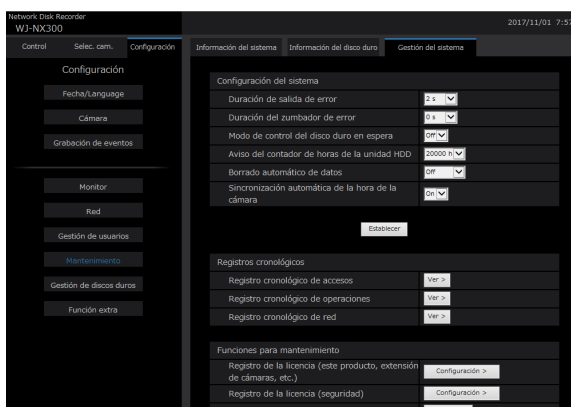 Network Disk Recorder
WJ-NX300
2017/11/01 7:57
Control Selec. cam. Configuración
Información del sistema Información del disco duro Gestión del sistema
Configuración
Fecha/Language
Cámara
Grabación de eventos
Monitor
Red
Gestión de usuarios
Mantenimiento
Gestión de discos duros
Función extra
Configuración del sistema
Duración de salida de error 2 s
Duración del zumbador de error 0 s
Modo de control del disco duro en espera Off
Aviso del contador de horas de la unidad HDD 20000 h
Borrado automático de datos Off
Sincronización automática de la hora de la
cámara On
Establecer
Registros cronológicos
Registro cronológico de accesos Ver >
Registro cronológico de operaciones Ver >
Registro cronológico de red Ver >
Funciones para mantenimiento
Registro de la licencia (este producto, extensión
de cámaras, etc.) Configuración >
Registro de la licencia (seguridad) Configuración >